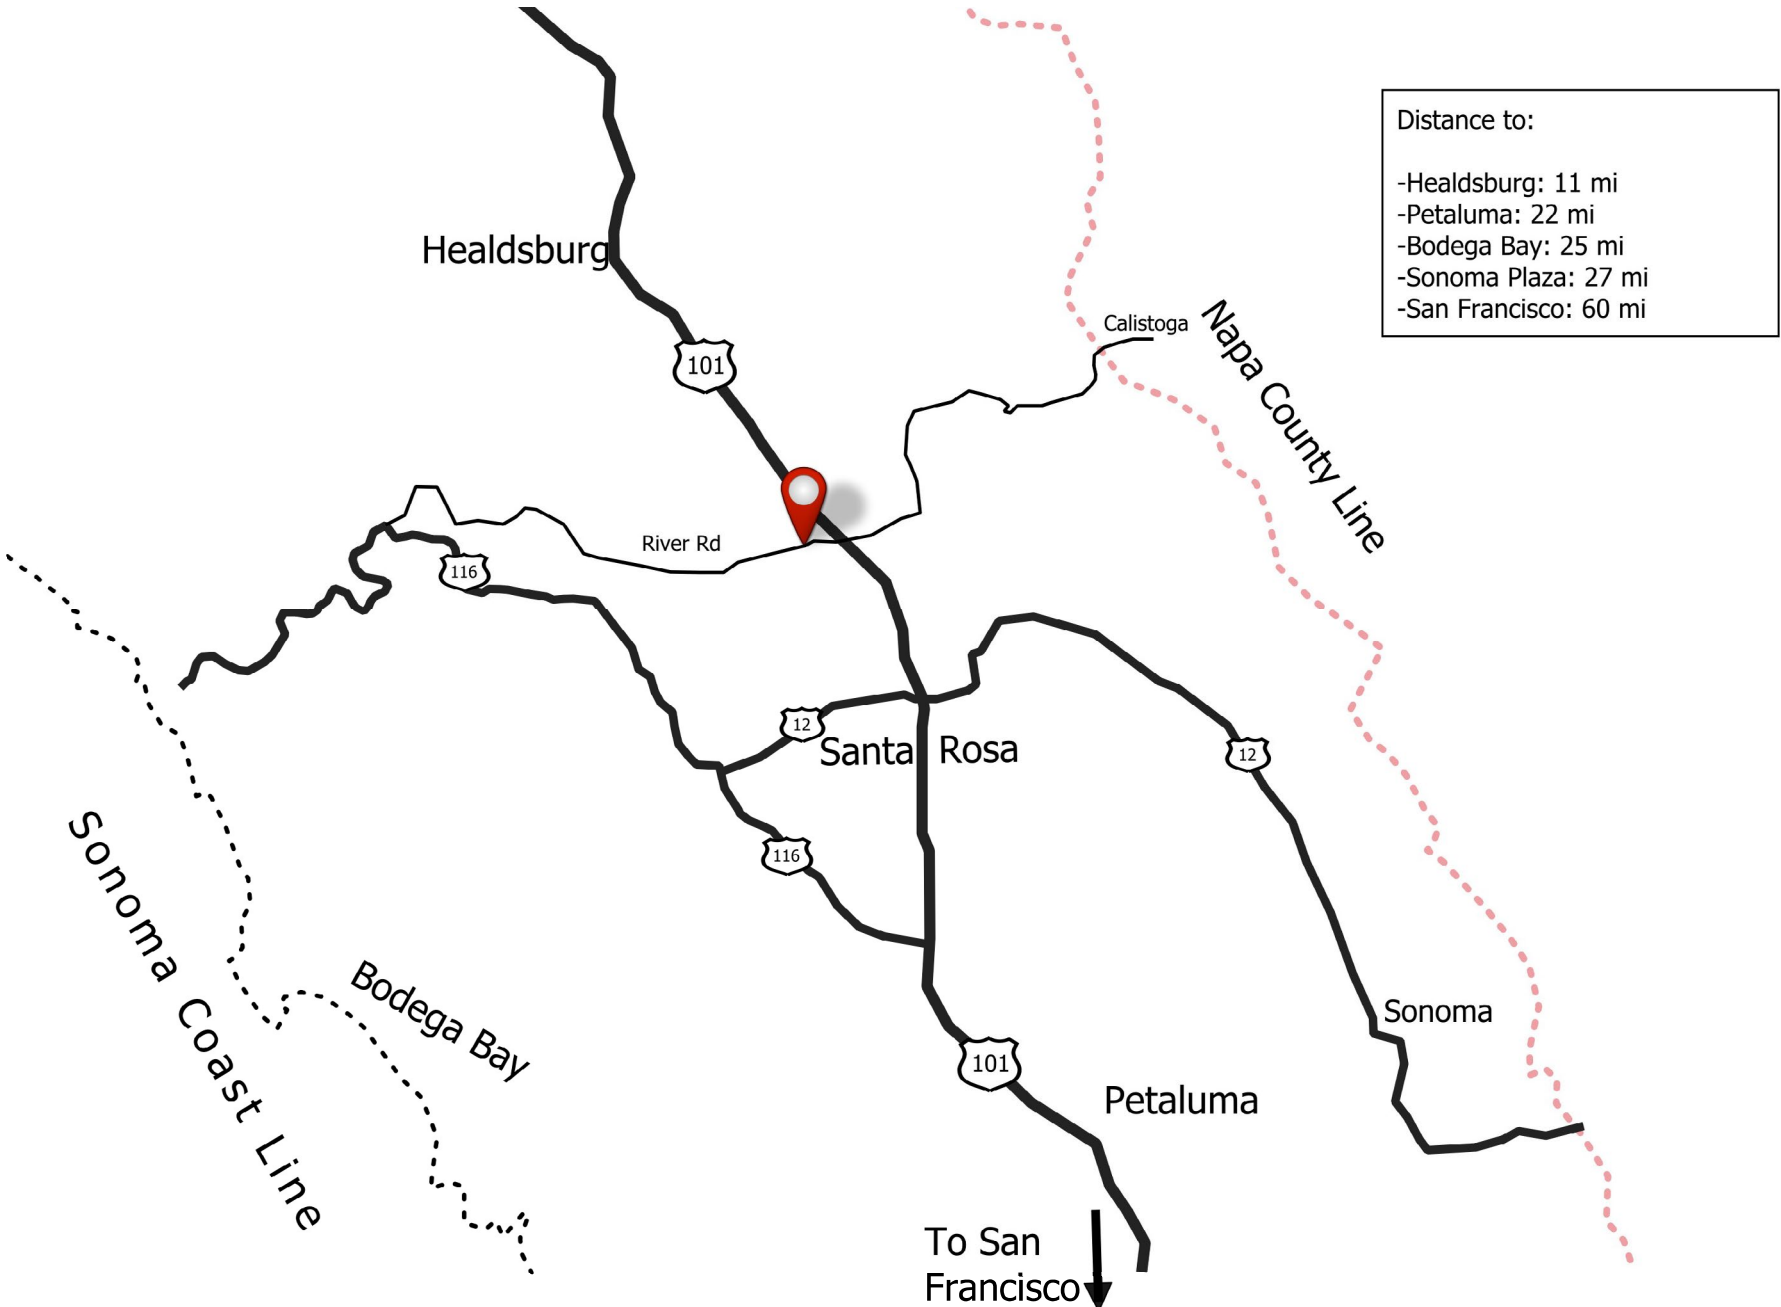 Distance to:
-Healdsburg: 11 mi
-Petaluma: 22 mi
-Bodega Bay: 25 mi
-Sonoma Plaza: 27 mi
-San Francisco: 60 mi
Healdsburg
101
Calistoga
Napa County Line
River Rd
116
12
Santa Rosa
12
116
Sonoma Coast Line
Bodega Bay
Sonoma
101
Petaluma
To San
Francisco